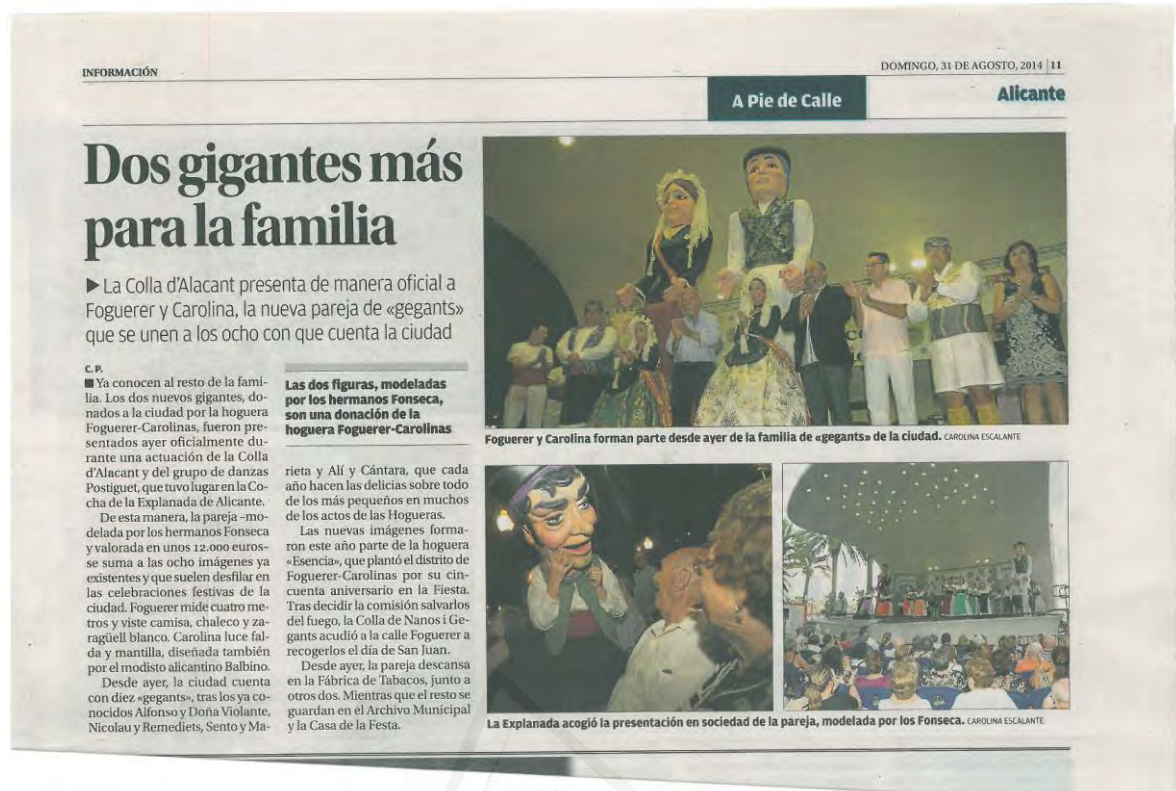 INFORMACIÓN
DOMINGO, 31 DE AGOSTO, 2014 | 11
A Pie de Calle
Alicante
Dos gigantes más
para la familia
▶ La Colla d'Alacant presenta de manera oficial a
Foguerer y Carolina, la nueva pareja de «gegants»
que se unen a los ocho con que cuenta la ciudad
C. P.
■ Ya conocen al resto de la fami-
lia. Los dos nuevos gigantes, do-
nados a la ciudad por la hoguera
Foguerer-Carolinas, fueron pre-
sentados ayer oficialmente du-
rante una actuación de la Colla
d'Alacant y del grupo de danzas
Postiguet, que tuvo lugar en la Co-
cha de la Explanada de Alicante.
De esta manera, la pareja –mo-
delada por los hermanos Fonseca
y valorada en unos 12.000 euros–
se suma a las ocho imágenes ya
existentes y que suelen desfilar en
las celebraciones festivas de la
ciudad. Foguerer mide cuatro me-
tros y viste camisa, chaleco y za-
ragüell blanco. Carolina luce fal-
da y mantilla, diseñada también
por el modisto alicantino Balbino.
Desde ayer, la ciudad cuenta
con diez «gegants», tras los ya co-
nocidos Alfonso y Doña Violante,
Nicolau y Remediets, Sento y Ma-
Las dos figuras, modeladas
por los hermanos Fonseca,
son una donación de la
hoguera Foguerer-Carolinas
rieta y Alí y Cántara, que cada
año hacen las delicias sobre todo
de los más pequeños en muchos
de los actos de las Hogueras.
Las nuevas imágenes forma-
ron este año parte de la hoguera
«Esencia», que plantó el distrito de
Foguerer-Carolinas por su cin-
cuenta aniversario en la Fiesta.
Tras decidir la comisión salvarlos
del fuego, la Colla de Nanos i Ge-
gants acudió a la calle Foguerer a
recogerlos el día de San Juan.
Desde ayer, la pareja descansa
en la Fábrica de Tabacos, junto a
otros dos. Mientras que el resto se
guardan en el Archivo Municipal
y la Casa de la Festa.
Foguerer y Carolina forman parte desde ayer de la familia de «gegants» de la ciudad. CAROLINA ESCALANTE
La Explanada acogió la presentación en sociedad de la pareja, modelada por los Fonseca. CAROLINA ESCALANTE